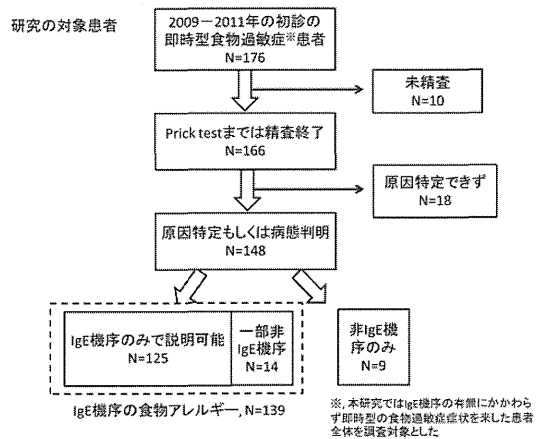 研究の対象患者
2009－2011年の初診の
即時型食物過敏症※患者
N=176
未精査
N=10
Prick testまでは精査終了
N=166
原因特定できず
N=18
原因特定もしくは病態判明
N=148
IgE機序のみで説明可能
N=125
一部非
IgE機序
N=14
非IgE機
序のみ
N=9
IgE機序の食物アレルギー, N=139
※, 本研究ではIgE機序の有無にかかわら
ず即時型の食物過敏症症状を来した患者
全体を調査対象とした